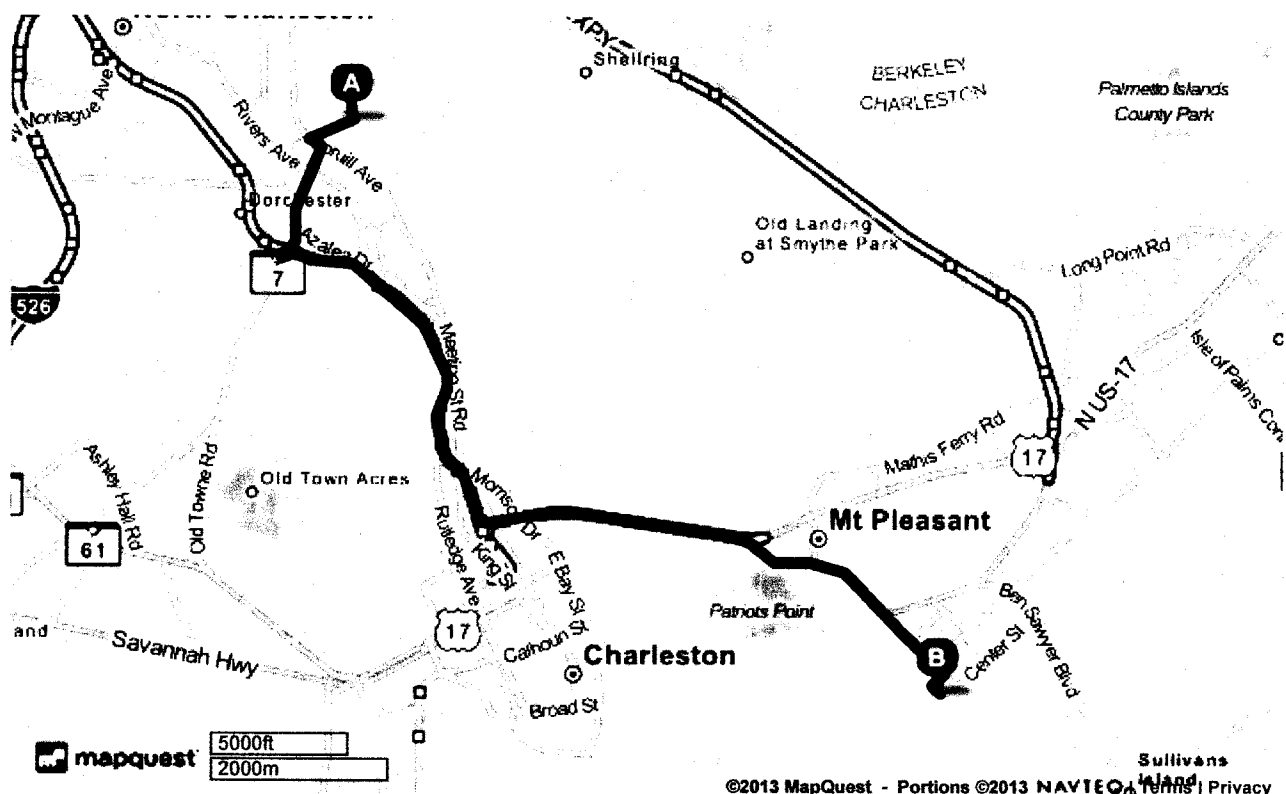 A
Shellring
BERKELEY
CHARLESTON
Palmetto Islands
County Park
Montague Ave
Rivers Ave
Dorchester
Azalea Dr
7
Old Landing
at Smythe Park
Long Point Rd
526
Meeting St Rd
N US-17
Isle of Palms
Mathis Ferry Rd
17
Ashley Hall Rd
Old Towne Rd
Old Town Acres
Morrison Dr
Mt Pleasant
61
Rutledge Ave
King St
E Bay St
Patriots Point
Ben Sawyer Blvd
and
Savannah Hwy
17
Calhoun St
Charleston
B
Center St
Broad St
mapquest
5000ft
2000m
Sullivans
Island
©2013 MapQuest - Portions ©2013 NAVTEQ Terms | Privacy